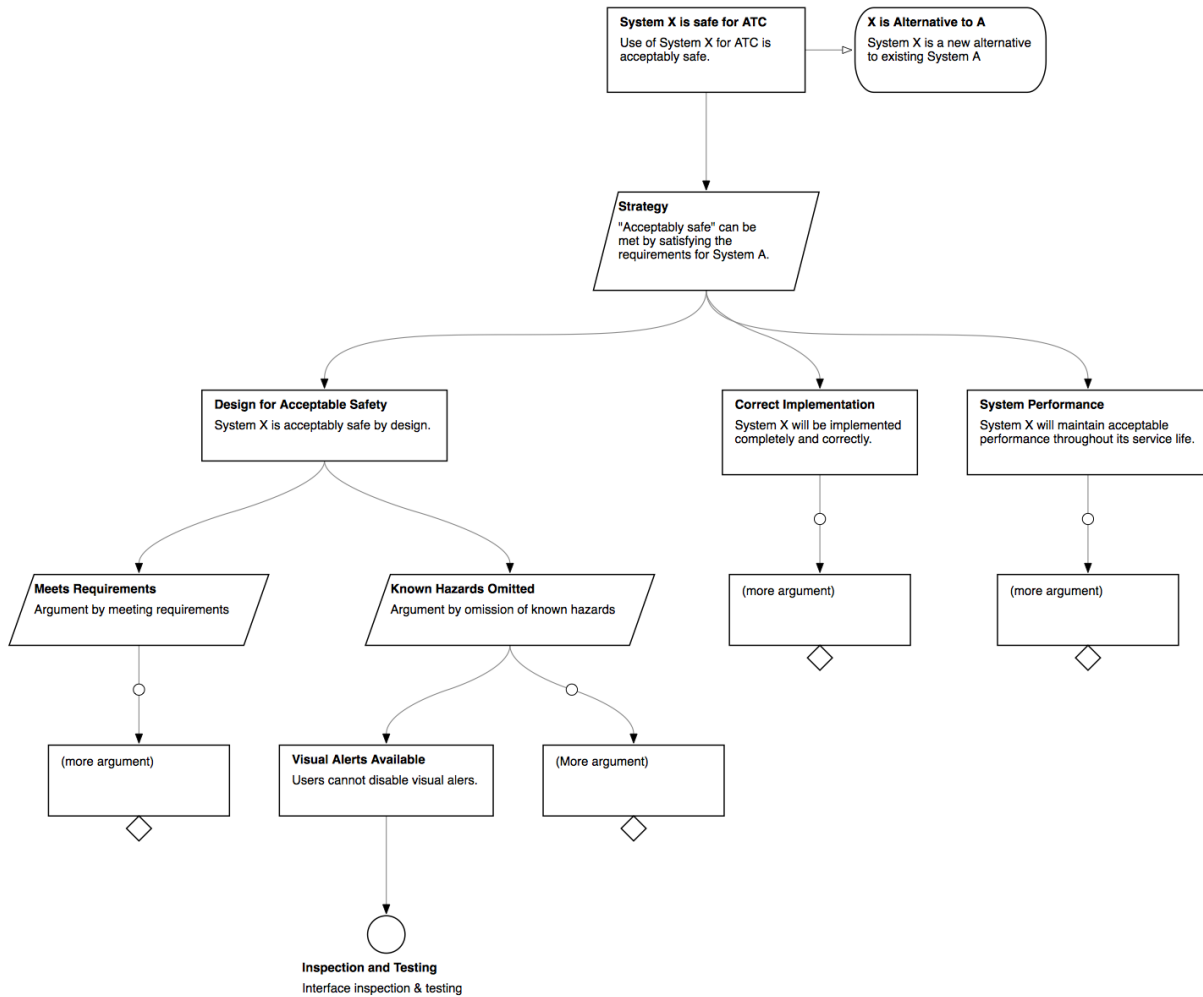 System X is safe for ATC
Use of System X for ATC is
acceptably safe.
X is Alternative to A
System X is a new alternative
to existing System A
Strategy
"Acceptably safe" can be
met by satisfying the
requirements for System A.
Design for Acceptable Safety
System X is acceptably safe by design.
Correct Implementation
System X will be implemented
completely and correctly.
System Performance
System X will maintain acceptable
performance throughout its service life.
Meets Requirements
Argument by meeting requirements
Known Hazards Omitted
Argument by omission of known hazards
(more argument)
(more argument)
(more argument)
Visual Alerts Available
Users cannot disable visual alers.
(More argument)
Inspection and Testing
Interface inspection & testing